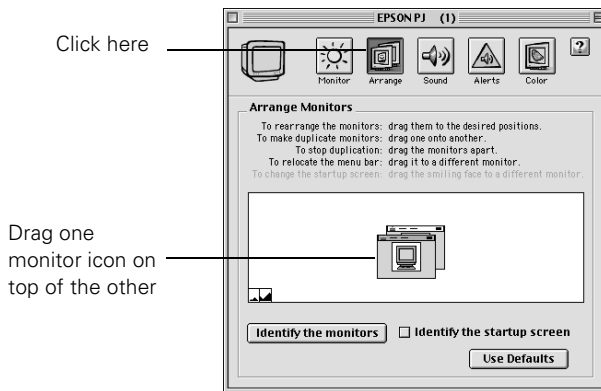 EPSON PJ (1)
Click here
Monitor Arrange Sound Alerts Color
?
Arrange Monitors
To rearrange the monitors: drag them to the desired positions.
To make duplicate monitors: drag one onto another.
To stop duplication: drag the monitors apart.
To relocate the menu bar: drag it to a different monitor.
To change the startup screen: drag the smiling face to a different monitor.
Drag one
monitor icon on
top of the other
Identify the monitors Identify the startup screen
Use Defaults